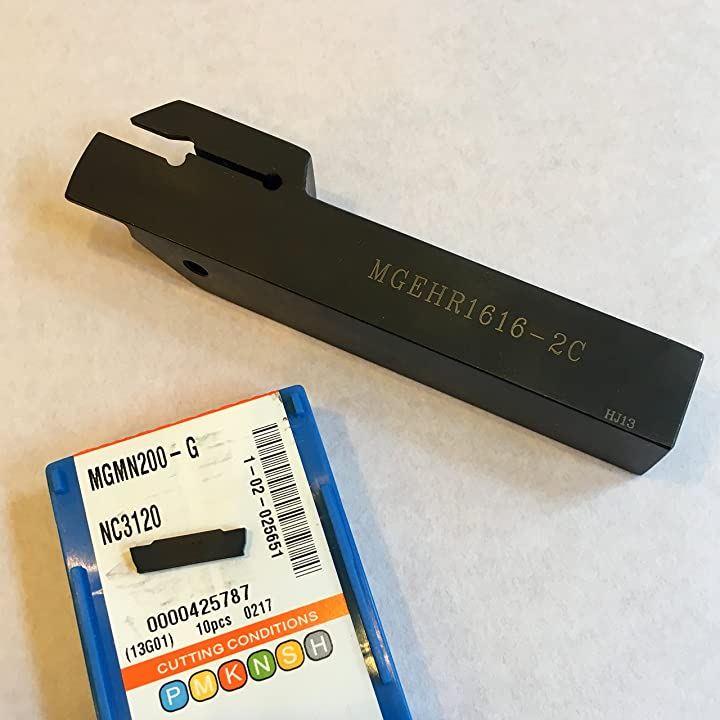 MGEHR1616-2C
HJ13
MGMN200-G
NC3120
1-02-025651
0000425787
(13G01) 10pcs 0217
CUTTING CONDITIONS
P M K N S H